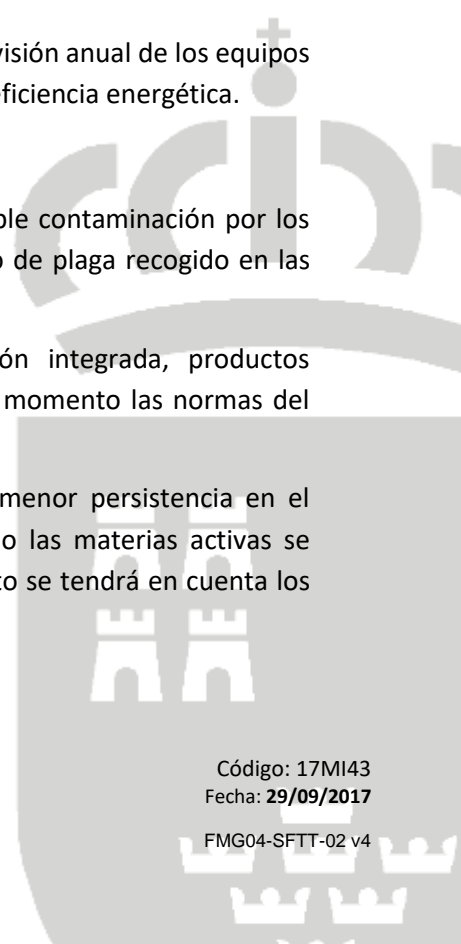 visión anual de los equipos
eficiencia energética.
ble contaminación por los
o de plaga recogido en las
ón integrada, productos
momento las normas del
menor persistencia en el
o las materias activas se
to se tendrá en cuenta los
Código: 17MI43
Fecha: 29/09/2017
FMG04-SFTT-02 v4